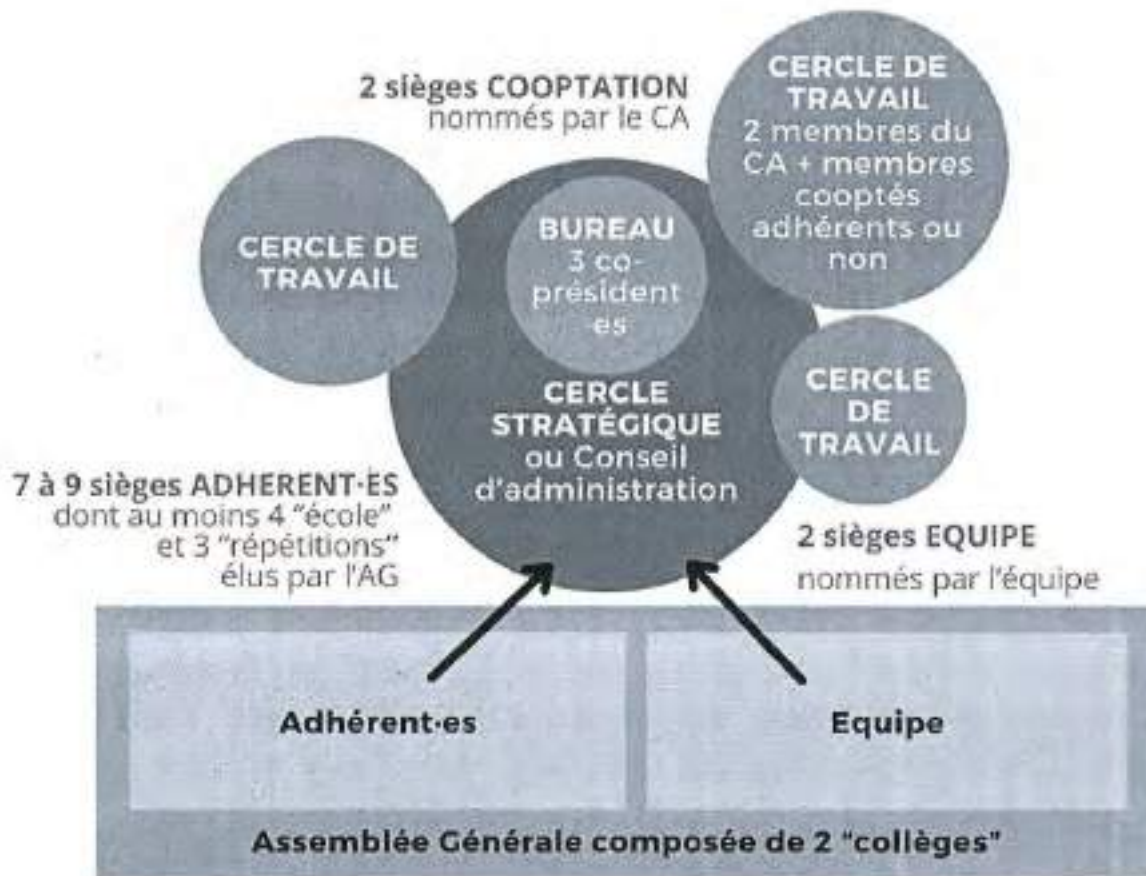 2 sièges COOPTATION
nommés par le CA
CERCLE DE
TRAVAIL
2 membres du
CA + membres
cooptés
adhérents ou
non
CERCLE DE
TRAVAIL
BUREAU
3 co-
président
·es
CERCLE
STRATÉGIQUE
ou Conseil
d'administration
CERCLE
DE
TRAVAIL
7 à 9 sièges ADHERENT·ES
dont au moins 4 "école"
et 3 "répétitions"
élus par l'AG
2 sièges EQUIPE
nommés par l'équipe
Adhérent·es
Equipe
Assemblée Générale composée de 2 "collèges"